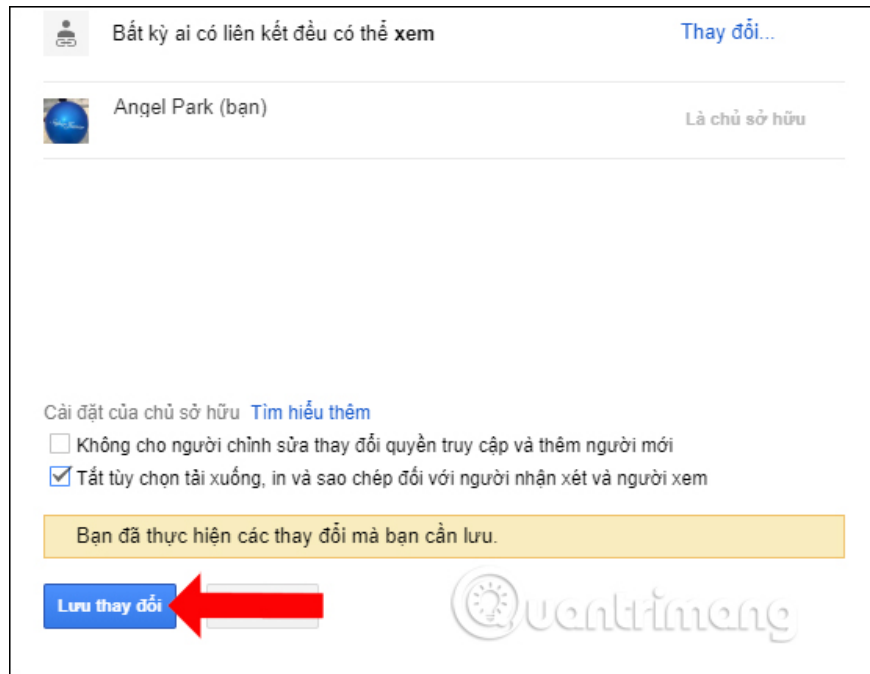 Bất kỳ ai có liên kết đều có thể xem Thay đổi...
Angel Park (bạn)
Là chủ sở hữu
Cài đặt của chủ sở hữu Tìm hiểu thêm
Không cho người chỉnh sửa thay đổi quyền truy cập và thêm người mới
Tắt tùy chọn tải xuống, in và sao chép đối với người nhận xét và người xem
Bạn đã thực hiện các thay đổi mà bạn cần lưu.
Lưu thay đổi
Quantrimang